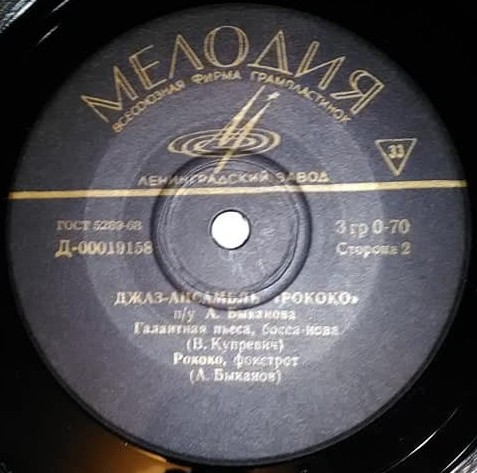 МЕЛОДИЯ
ВСЕСОЮЗНАЯ ФИРМА ГРАМПЛАСТИНОК
33
ЛЕНИНГРАДСКИЙ ЗАВОД
ГОСТ 5289-68
3 гр 0-70
Д-00019158
Сторона 2
ДЖАЗ-АНСАМБЛЬ «РОКОКО»
п/у А. Быканова
Галантная пьеса, босса-нова
(В. Купревич)
Рококо, фокстрот
(А. Быканов)